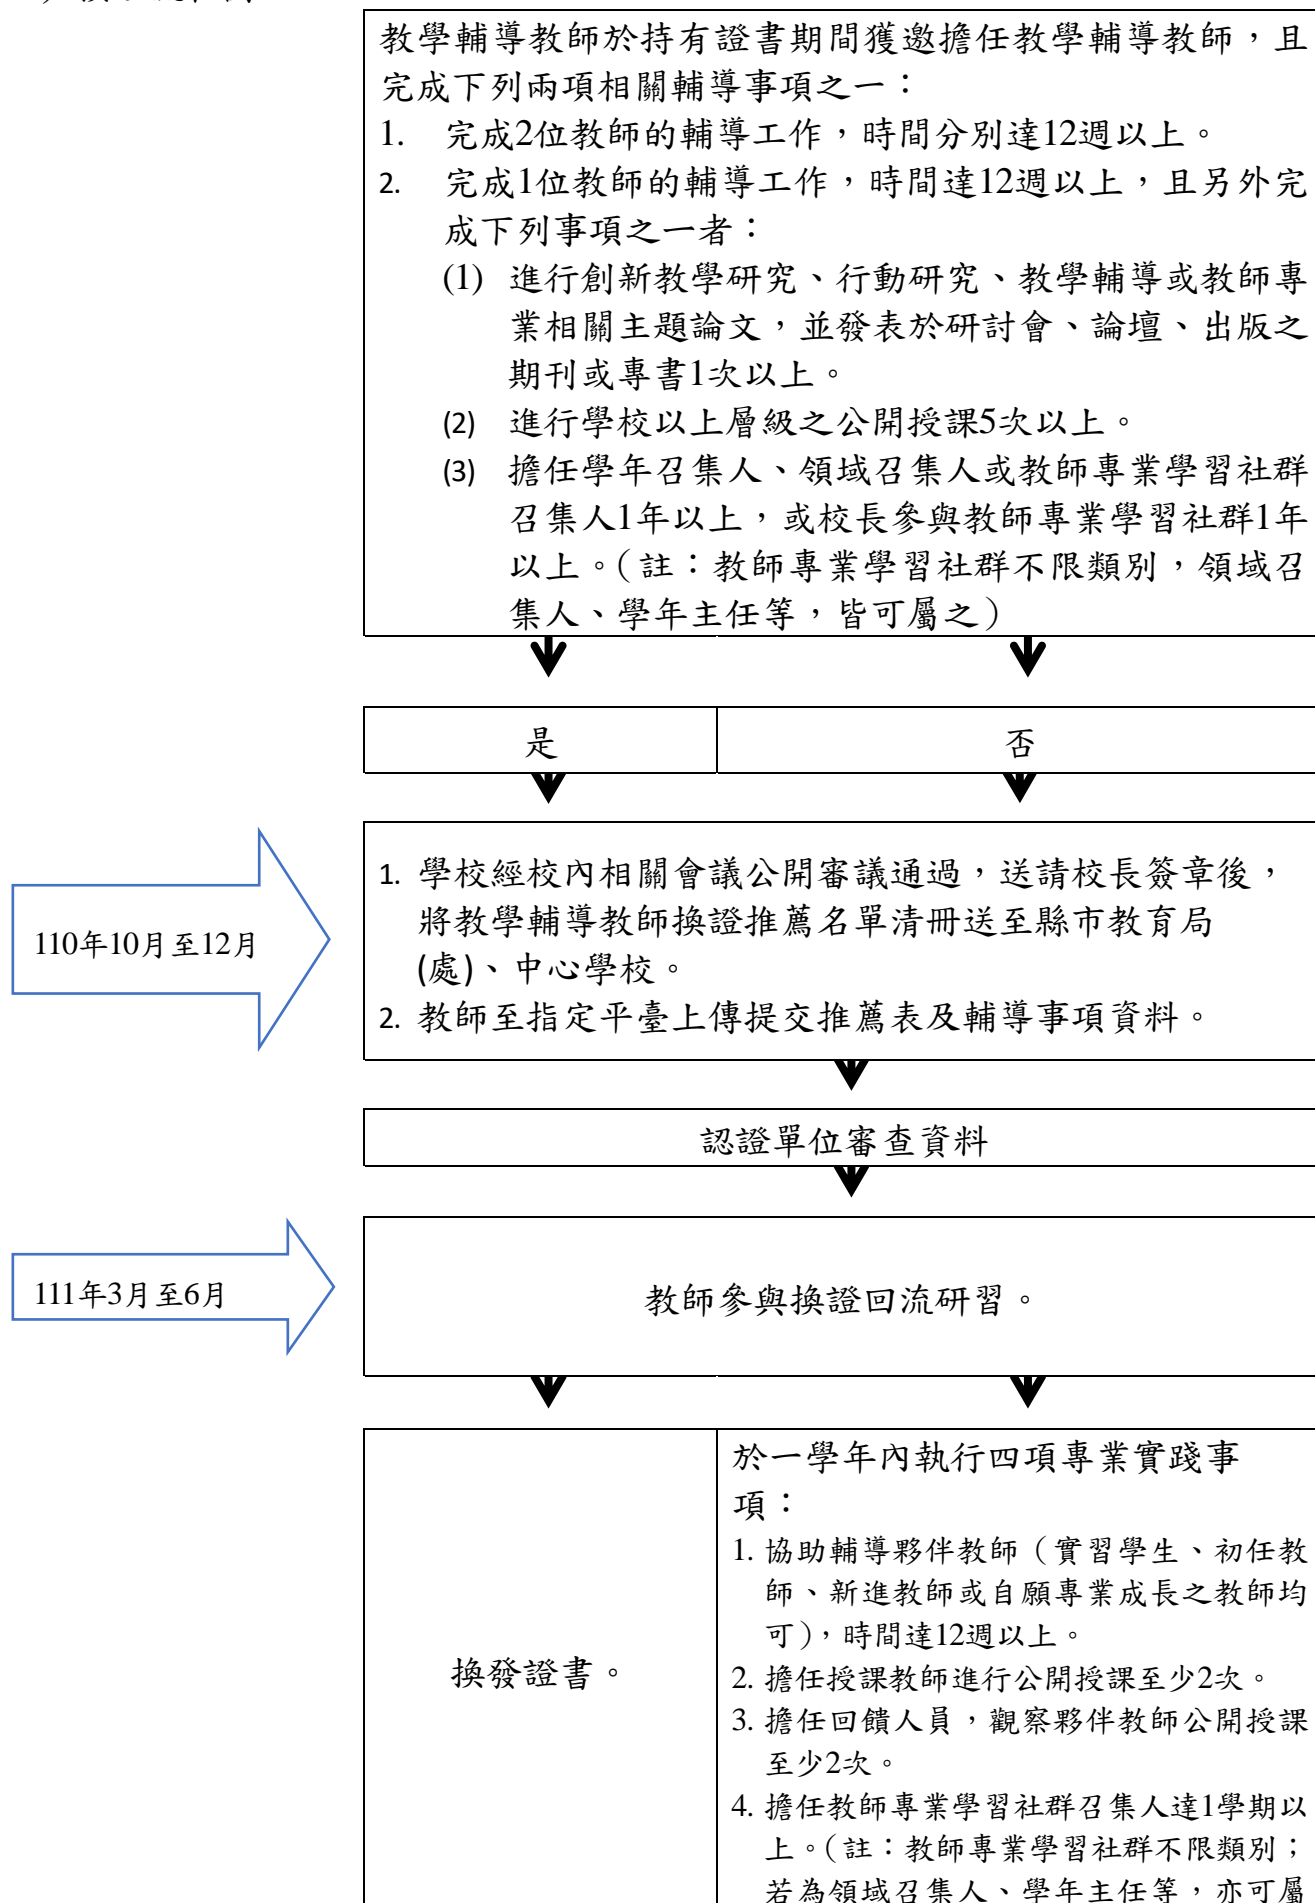 教學輔導教師於持有證書期間獲邀擔任教學輔導教師，且
完成下列兩項相關輔導事項之一：
1. 完成2位教師的輔導工作，時間分別達12週以上。
2. 完成1位教師的輔導工作，時間達12週以上，且另外完
成下列事項之一者：
(1) 進行創新教學研究、行動研究、教學輔導或教師專
業相關主題論文，並發表於研討會、論壇、出版之
期刊或專書1次以上。
(2) 進行學校以上層級之公開授課5次以上。
(3) 擔任學年召集人、領域召集人或教師專業學習社群
召集人1年以上，或校長參與教師專業學習社群1年
以上。（註：教師專業學習社群不限類別，領域召
集人、學年主任等，皆可屬之）
是
否
110年10月至12月
1. 學校經校內相關會議公開審議通過，送請校長簽章後，
將教學輔導教師換證推薦名單清冊送至縣市教育局
(處)、中心學校。
2. 教師至指定平臺上傳提交推薦表及輔導事項資料。
認證單位審查資料
111年3月至6月
教師參與換證回流研習。
換發證書。
於一學年內執行四項專業實踐事
項：
1. 協助輔導夥伴教師（實習學生、初任教
師、新進教師或自願專業成長之教師均
可），時間達12週以上。
2. 擔任授課教師進行公開授課至少2次。
3. 擔任回饋人員，觀察夥伴教師公開授課
至少2次。
4. 擔任教師專業學習社群召集人達1學期以
上。（註：教師專業學習社群不限類別；
若為領域召集人、學年主任等，亦可屬